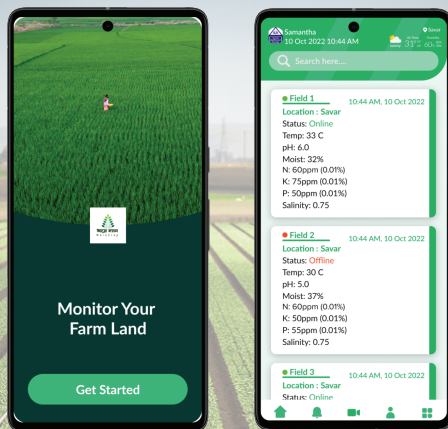 Monitor Your
Farm Land
Get Started
Samantha
10 Oct 2022 10:44 AM
Savar
31°
60%
Search here....
Field 1
10:44 AM, 10 Oct 2022
Location : Savar
Status: Online
Temp: 33 C
pH: 6.0
Moist: 32%
N: 60ppm (0.01%)
K: 75ppm (0.01%)
P: 50ppm (0.01%)
Salinity: 0.75
Field 2
10:44 AM, 10 Oct 2022
Location : Savar
Status: Offline
Temp: 30 C
pH: 5.0
Moist: 37%
N: 60ppm (0.01%)
K: 50ppm (0.01%)
P: 55ppm (0.01%)
Salinity: 0.75
Field 3
10:44 AM, 10 Oct 2022
Location : Savar
Status: Online